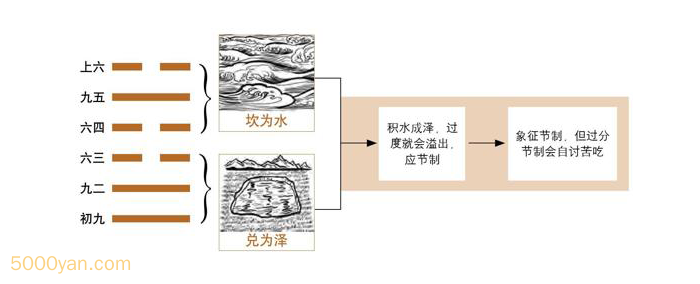 上六
九五
六四
六三
九二
初九
坎为水
兑为泽
积水成泽，过
度就会溢出，
应节制
象征节制，但过分
节制会自讨苦吃
5000yan.com